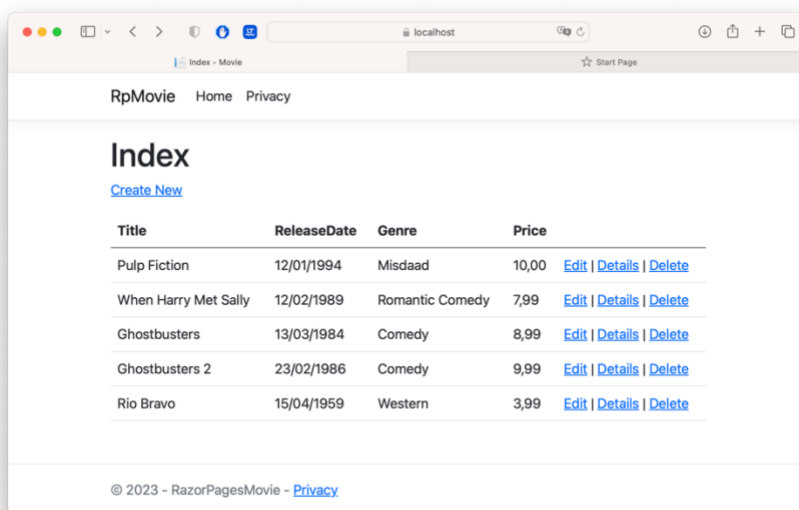 localhost
Index - Movie Start Page
RpMovie Home Privacy
Index
Create New
Title ReleaseDate Genre Price
Pulp Fiction 12/01/1994 Misdaad 10,00 Edit | Details | Delete
When Harry Met Sally 12/02/1989 Romantic Comedy 7,99 Edit | Details | Delete
Ghostbusters 13/03/1984 Comedy 8,99 Edit | Details | Delete
Ghostbusters 2 23/02/1986 Comedy 9,99 Edit | Details | Delete
Rio Bravo 15/04/1959 Western 3,99 Edit | Details | Delete
© 2023 - RazorPagesMovie - Privacy